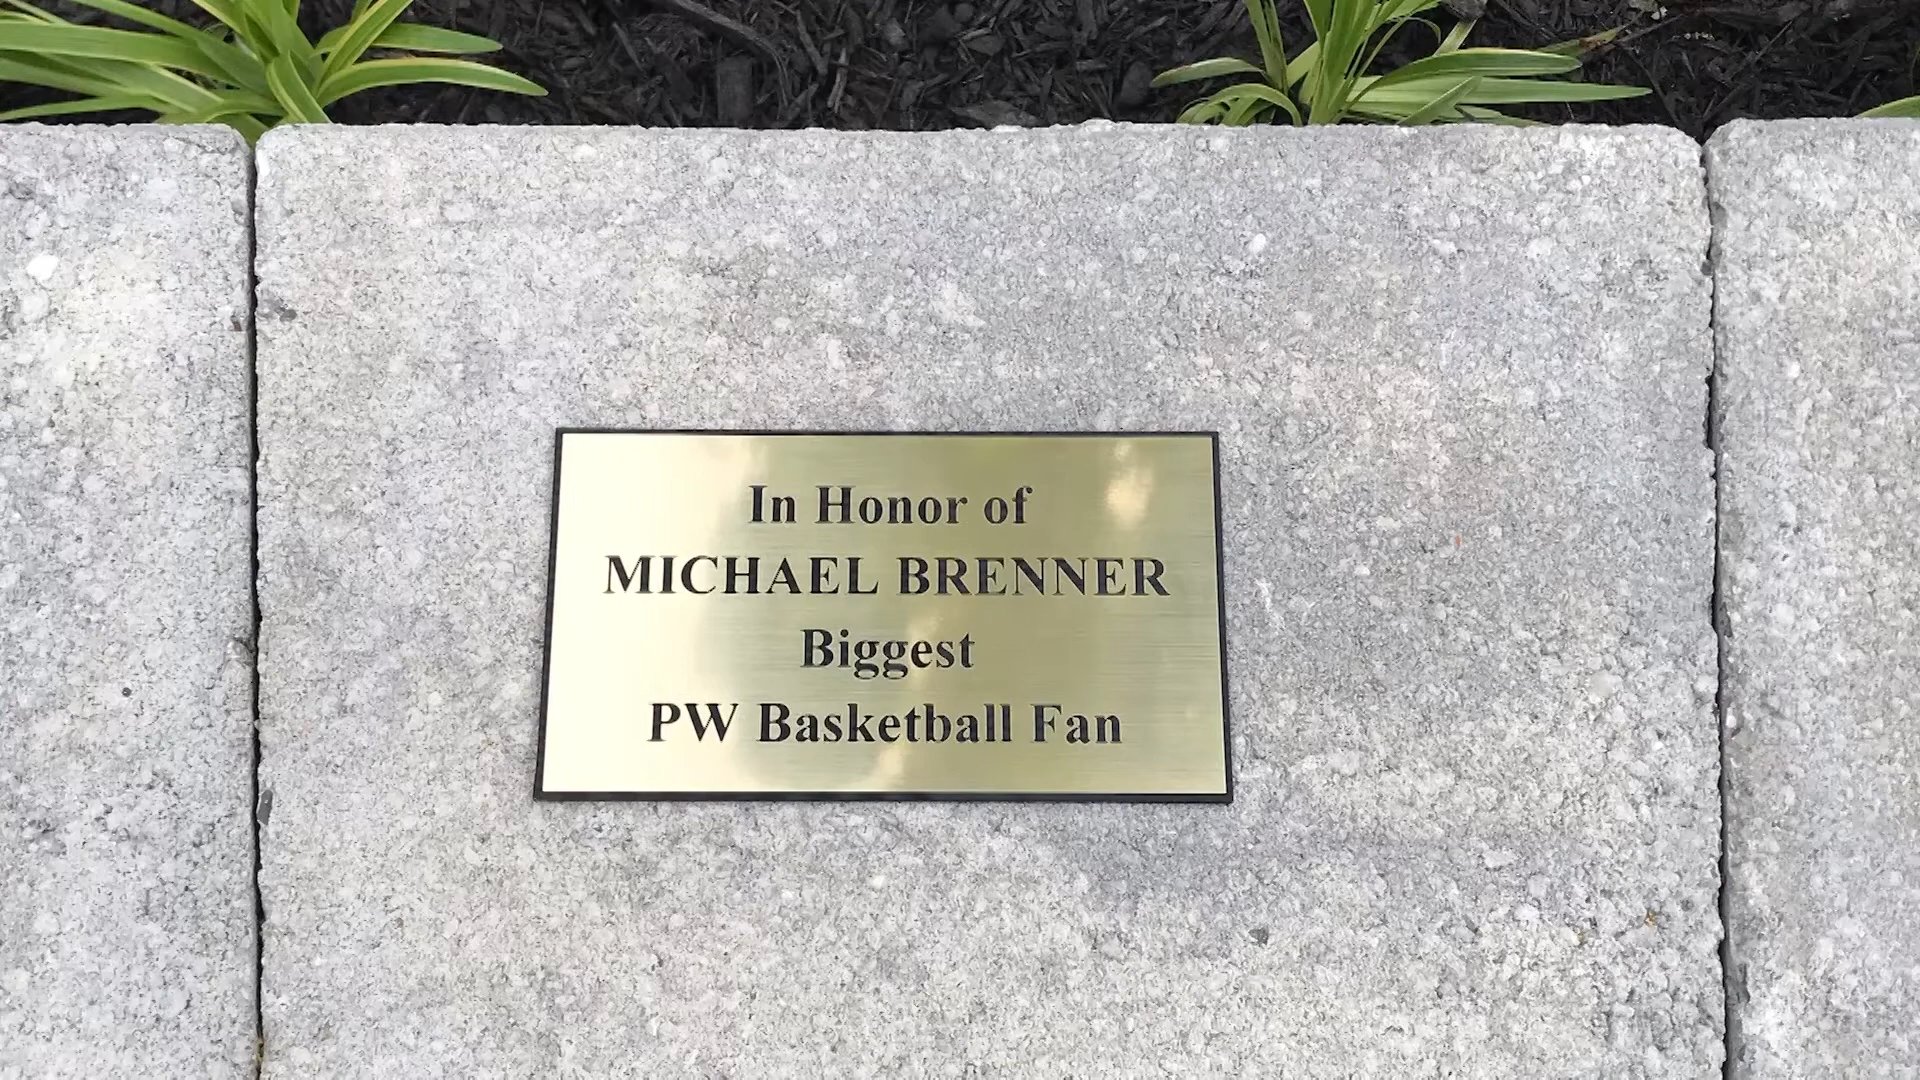 In Honor of
MICHAEL BRENNER
Biggest
PW Basketball Fan